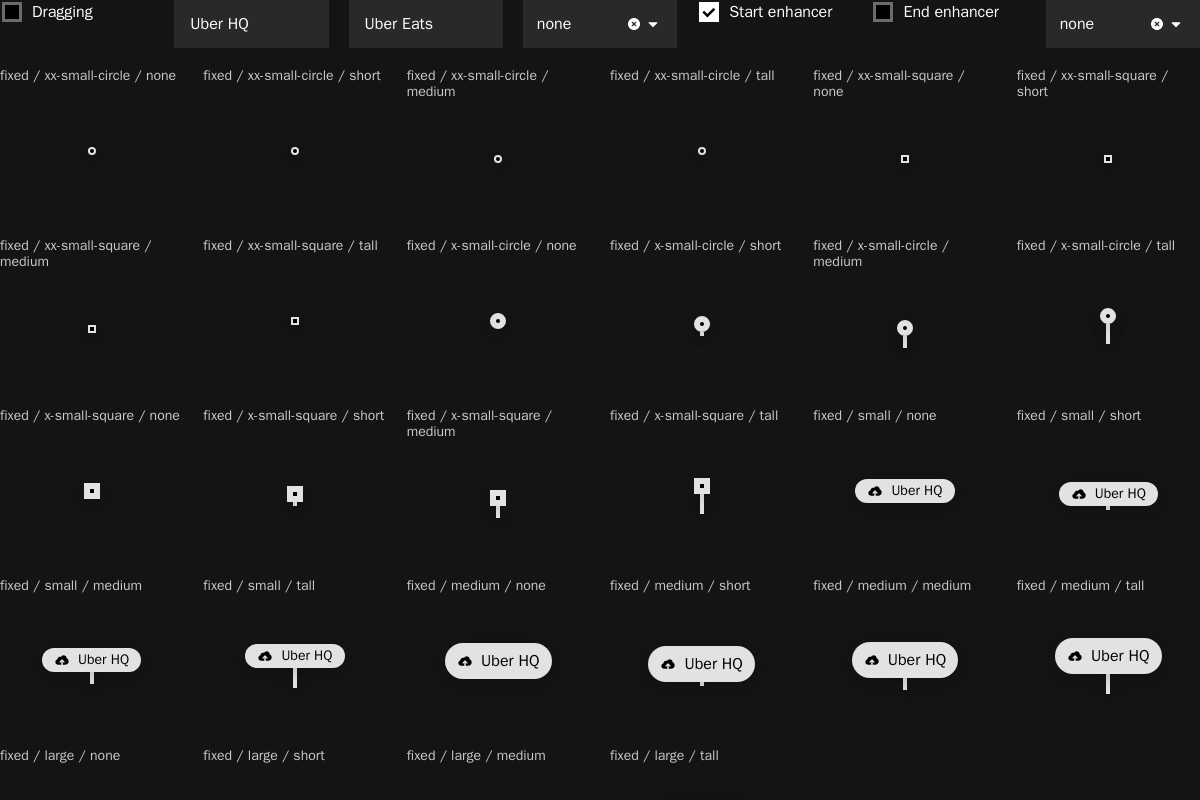 Dragging
Uber HQ
Uber Eats
none
Start enhancer
End enhancer
none
fixed / xx-small-circle / none
fixed / xx-small-circle / short
fixed / xx-small-circle /
medium
fixed / xx-small-circle / tall
fixed / xx-small-square /
none
fixed / xx-small-square /
short
fixed / xx-small-square /
medium
fixed / xx-small-square / tall
fixed / x-small-circle / none
fixed / x-small-circle / short
fixed / x-small-circle /
medium
fixed / x-small-circle / tall
fixed / x-small-square / none
fixed / x-small-square / short
fixed / x-small-square /
medium
fixed / x-small-square / tall
fixed / small / none
fixed / small / short
Uber HQ
Uber HQ
fixed / small / medium
fixed / small / tall
fixed / medium / none
fixed / medium / short
fixed / medium / medium
fixed / medium / tall
Uber HQ
Uber HQ
Uber HQ
Uber HQ
Uber HQ
Uber HQ
fixed / large / none
fixed / large / short
fixed / large / medium
fixed / large / tall